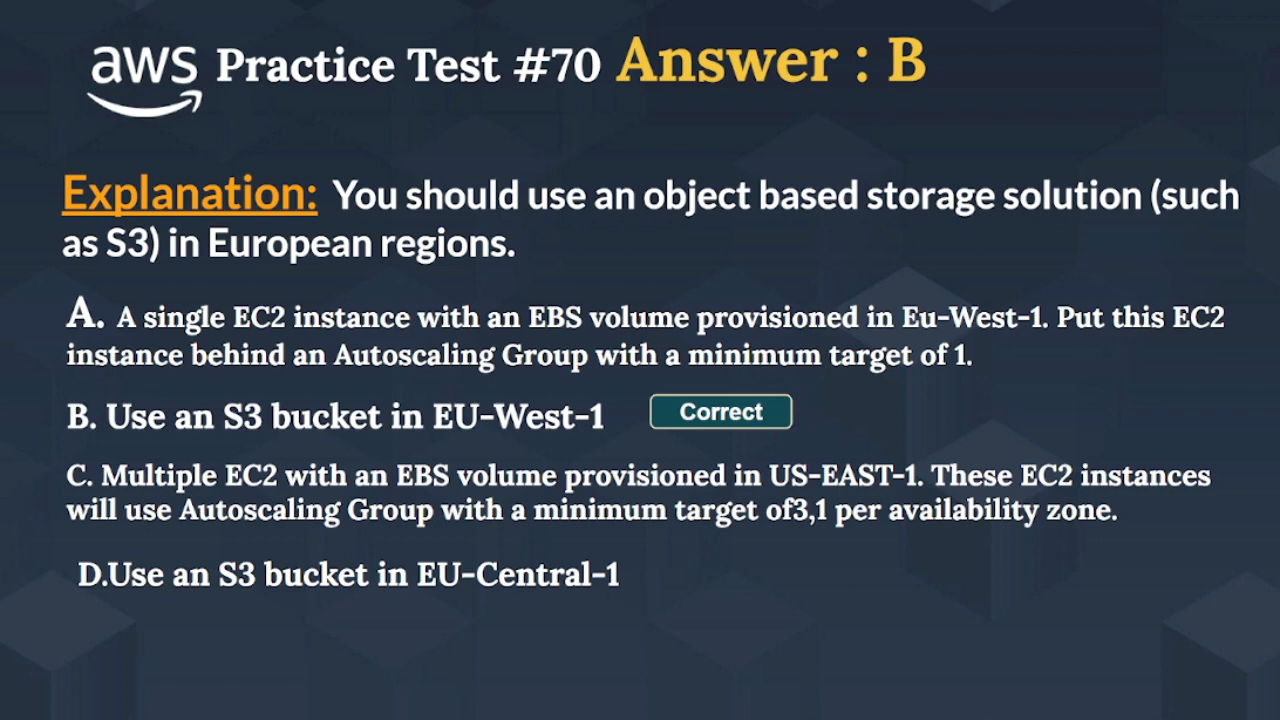 aws Practice Test #70 Answer : B
Explanation: You should use an object based storage solution (such
as S3) in European regions.
A. A single EC2 instance with an EBS volume provisioned in Eu-West-1. Put this EC2
instance behind an Autoscaling Group with a minimum target of 1.
B. Use an S3 bucket in EU-West-1 Correct
C. Multiple EC2 with an EBS volume provisioned in US-EAST-1. These EC2 instances
will use Autoscaling Group with a minimum target of3,1 per availability zone.
D.Use an S3 bucket in EU-Central-1